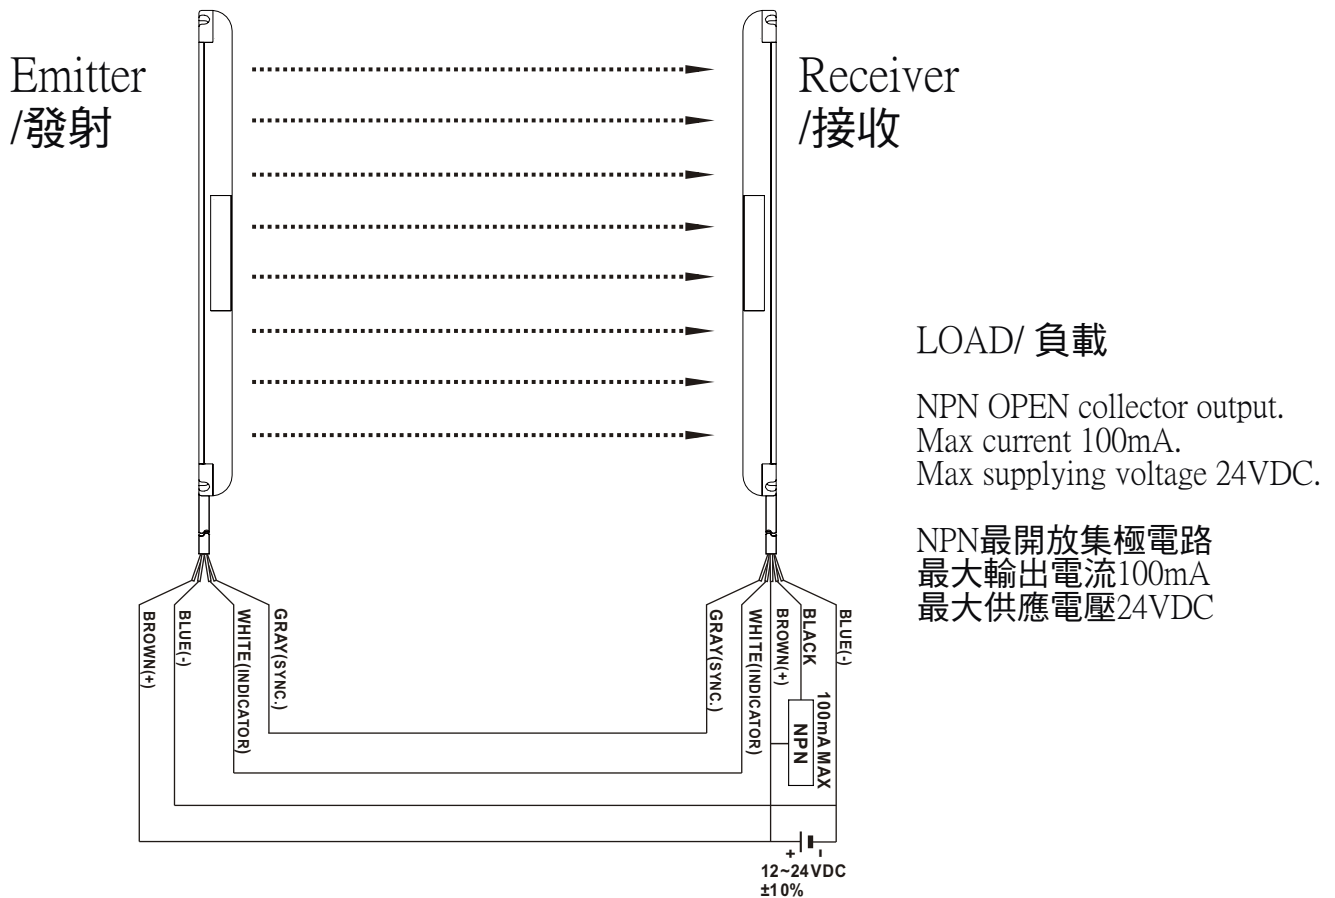 Emitter
/發射
Receiver
/接收
LOAD/ 負載
NPN OPEN collector output.
Max current 100mA.
Max supplying voltage 24VDC.
NPN最開放集極電路
最大輸出電流100mA
最大供應電壓24VDC
BROWN(+)
BLUE(-)
WHITE(INDICATOR)
GRAY(SYNC.)
GRAY(SYNC.)
WHITE(INDICATOR)
BROWN(+)
BLACK
BLUE(-)
100mA MAX
NPN
+ -
12~24VDC
±10%